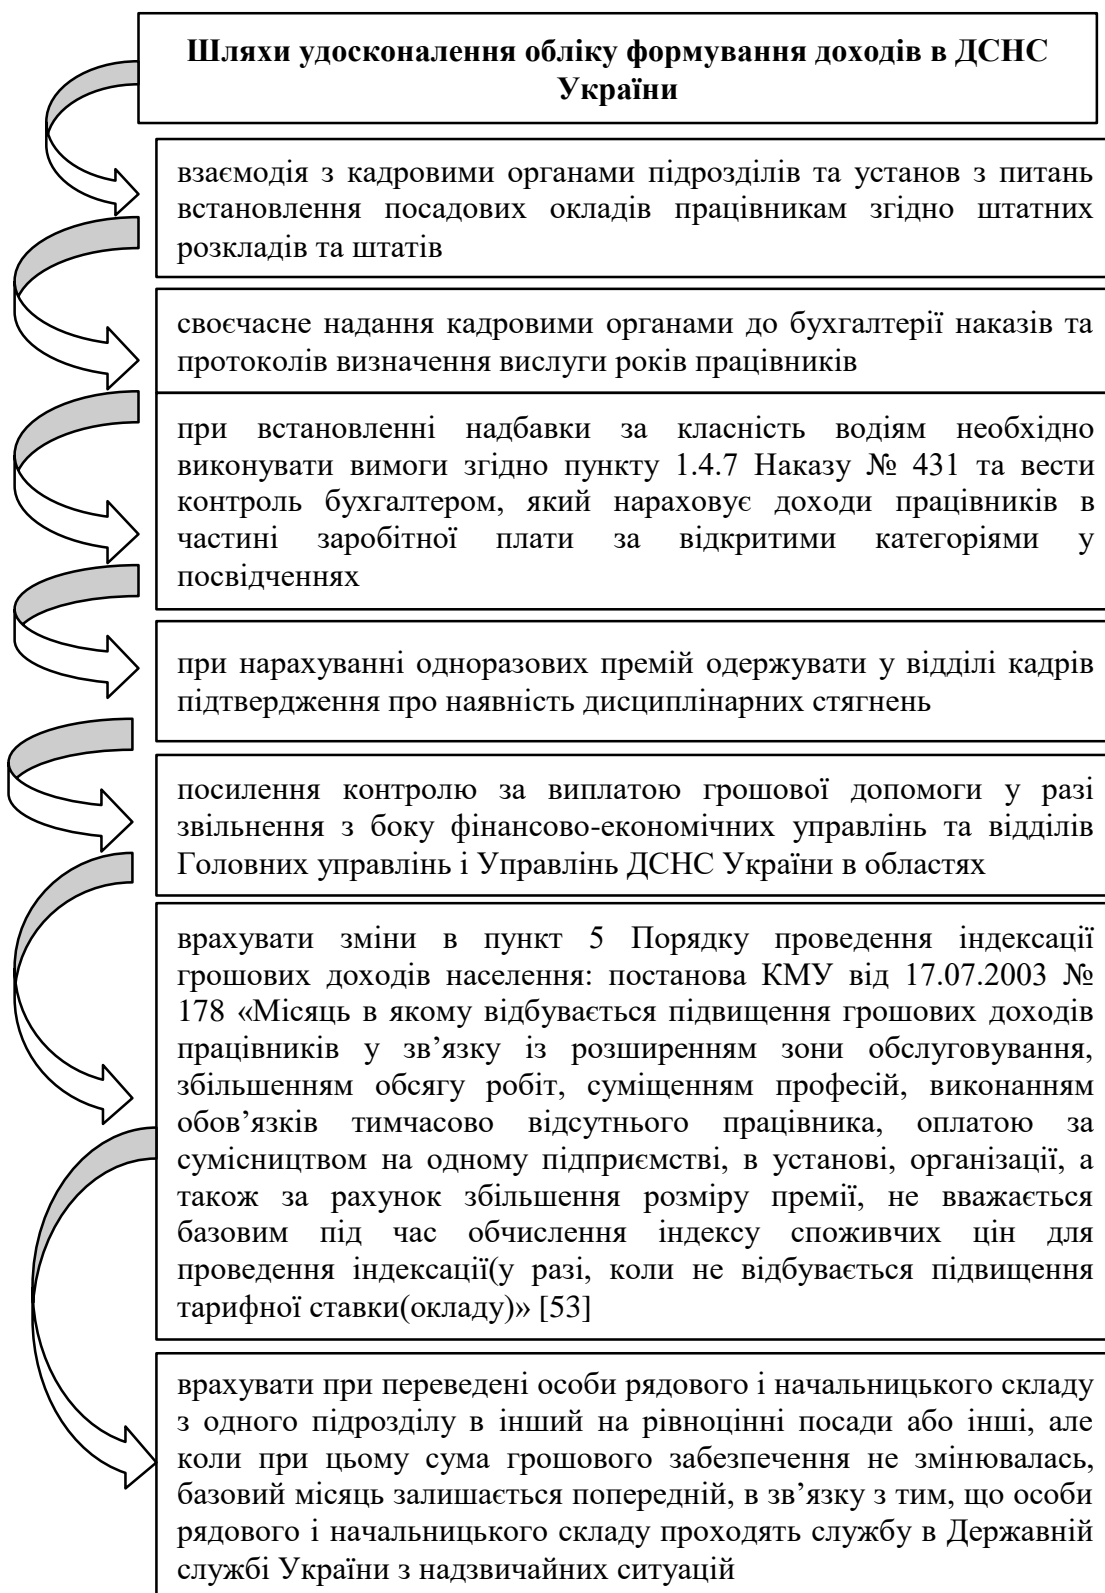 Шляхи удосконалення обліку формування доходів в ДСНС
України
взаємодія з кадровими органами підрозділів та установ з питань
встановлення посадових окладів працівникам згідно штатних
розкладів та штатів
своєчасне надання кадровими органами до бухгалтерії наказів та
протоколів визначення вислуги років працівників
при встановленні надбавки за класність водіям необхідно
виконувати вимоги згідно пункту 1.4.7 Наказу № 431 та вести
контроль бухгалтером, який нараховує доходи працівників в
частині заробітної плати за відкритими категоріями у
посвідченнях
при нарахуванні одноразових премій одержувати у відділі кадрів
підтвердження про наявність дисциплінарних стягнень
посилення контролю за виплатою грошової допомоги у разі
звільнення з боку фінансово-економічних управлінь та відділів
Головних управлінь і Управлінь ДСНС України в областях
врахувати зміни в пункт 5 Порядку проведення індексації
грошових доходів населення: постанова КМУ від 17.07.2003 №
178 «Місяць в якому відбувається підвищення грошових доходів
працівників у зв’язку із розширенням зони обслуговування,
збільшенням обсягу робіт, суміщенням професій, виконанням
обов’язків тимчасово відсутнього працівника, оплатою за
сумісництвом на одному підприємстві, в установі, організації, а
також за рахунок збільшення розміру премії, не вважається
базовим під час обчислення індексу споживчих цін для
проведення індексації(у разі, коли не відбувається підвищення
тарифної ставки(окладу)» [53]
врахувати при переведені особи рядового і начальницького складу
з одного підрозділу в інший на рівноцінні посади або інші, але
коли при цьому сума грошового забезпечення не змінювалась,
базовий місяць залишається попередній, в зв’язку з тим, що особи
рядового і начальницького складу проходять службу в Державній
службі України з надзвичайних ситуацій